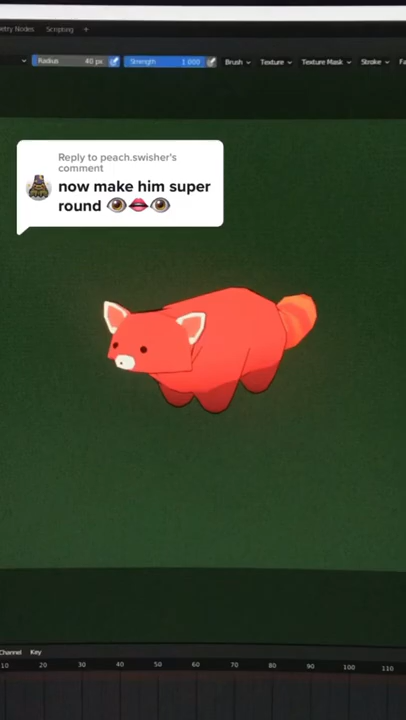 etry Nodes Scripting +
Radius 40 px Strength 1.000 Brush Texture Texture Mask Stroke Fa
Reply to peach.swisher's
comment
now make him super
round 👁️👄👁️
Channel Key
10 20 30 40 50 60 70 80 90 100 110